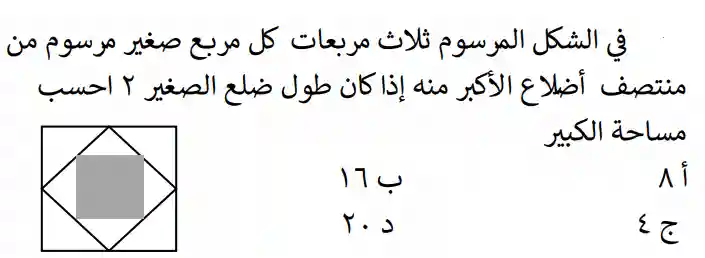 في الشكل المرسوم ثلاث مربعات كل مربع صغير مرسوم من
منتصف أضلاع الأكبر منه إذا كان طول ضلع الصغير ٢ احسب
مساحة الكبير
أ ٨ ب ١٦
ج ٤ د ٢٠